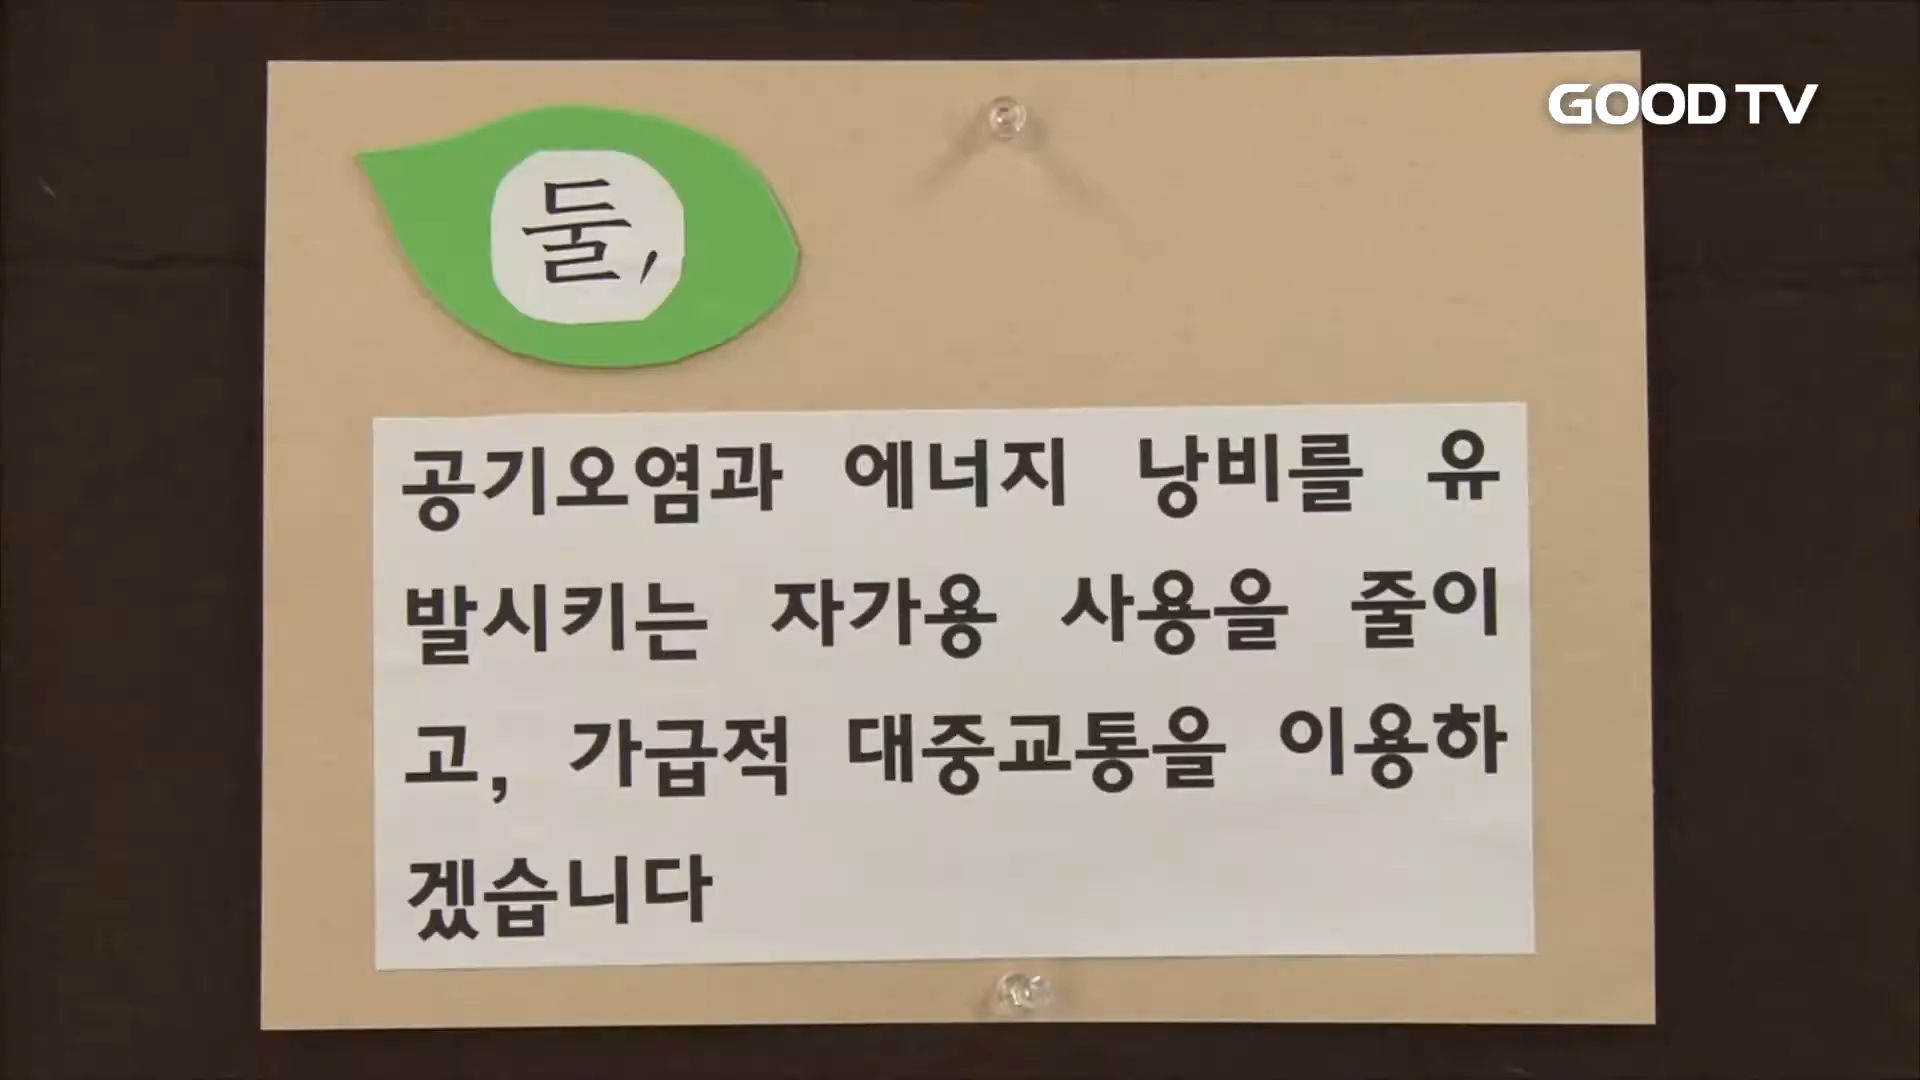 GOOD TV
둘,
공기오염과 에너지 낭비를 유
발시키는 자가용 사용을 줄이
고, 가급적 대중교통을 이용하
겠습니다